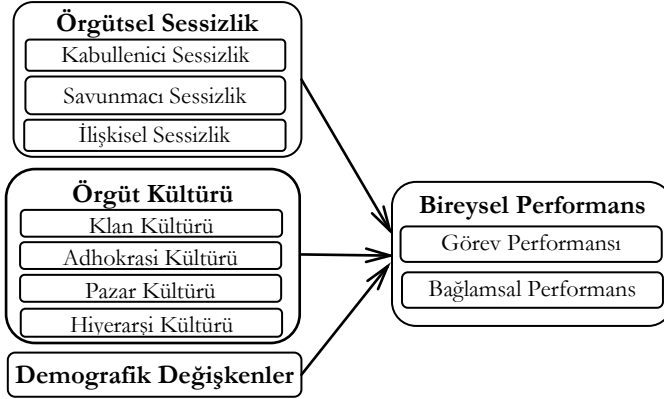 Örgütsel Sessizlik
Kabullenici Sessizlik
Savunmacı Sessizlik
İlişkisel Sessizlik
Örgüt Kültürü
Klan Kültürü
Adhokrasi Kültürü
Pazar Kültürü
Hiyerarşi Kültürü
Demografik Değişkenler
Bireysel Performans
Görev Performansı
Bağlamsal Performans